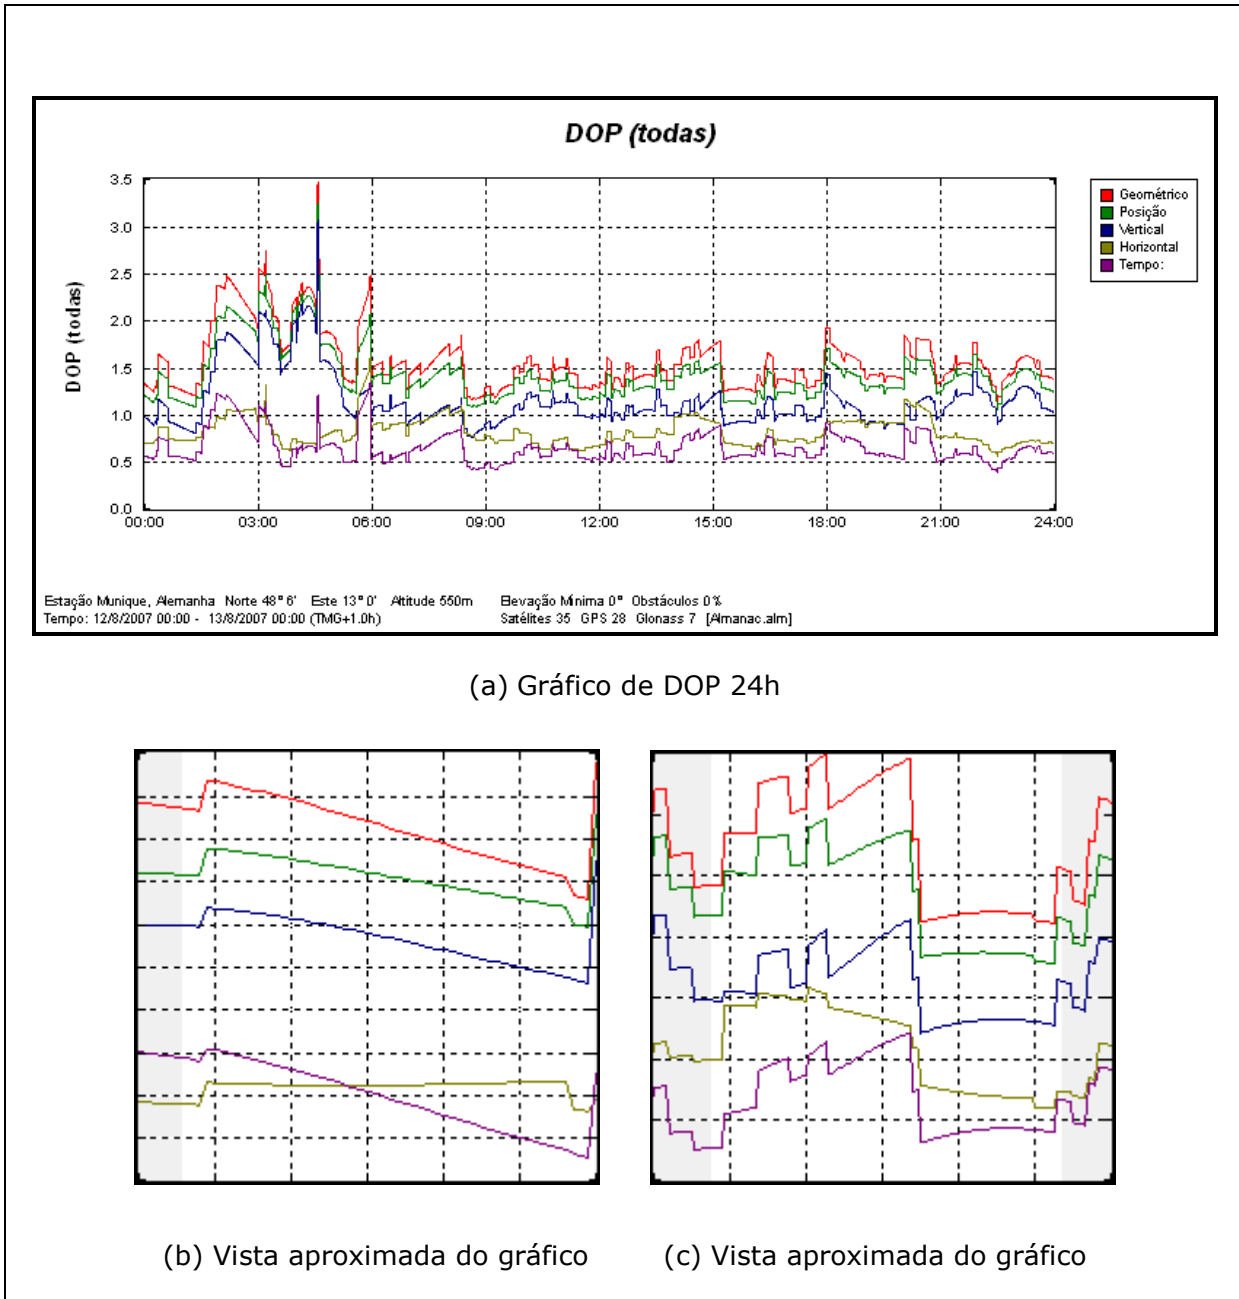 DOP (todas)
DOP (todas)
3.5
3.0
2.5
2.0
1.5
1.0
0.5
0.0
00:00 03:00 06:00 09:00 12:00 15:00 18:00 21:00 24:00
Geométrico
Posição
Vertical
Horizontal
Tempo:
Estação Munique, Alemanha Norte 48° 6' Este 13° 0' Altitude 550m Elevação Mínima 0° Obstáculos 0%
Tempo: 12/8/2007 00:00 - 13/8/2007 00:00 (TMG+1.0h) Satélites 35 GPS 28 Glonass 7 [Almanac.alm]
(a) Gráfico de DOP 24h
(b) Vista aproximada do gráfico (c) Vista aproximada do gráfico